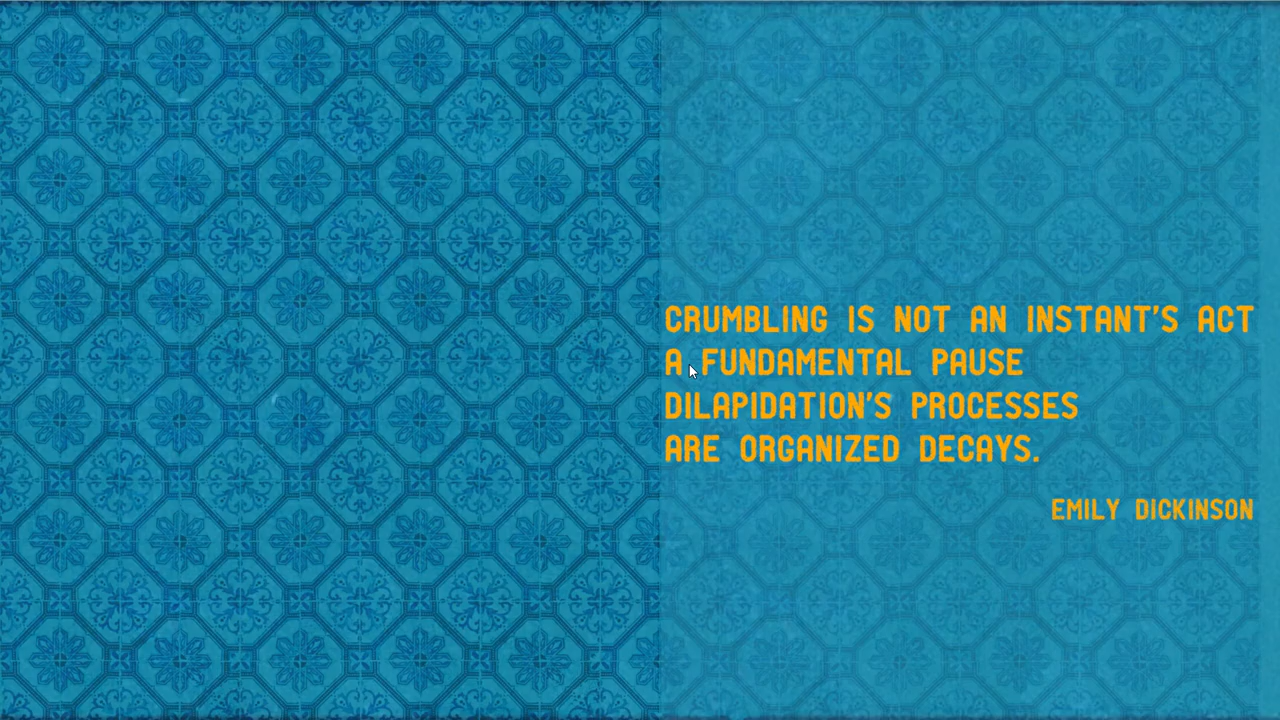 CRUMBLING IS NOT AN INSTANT'S ACT
A FUNDAMENTAL PAUSE
DILAPIDATION'S PROCESSES
ARE ORGANIZED DECAYS.
EMILY DICKINSON